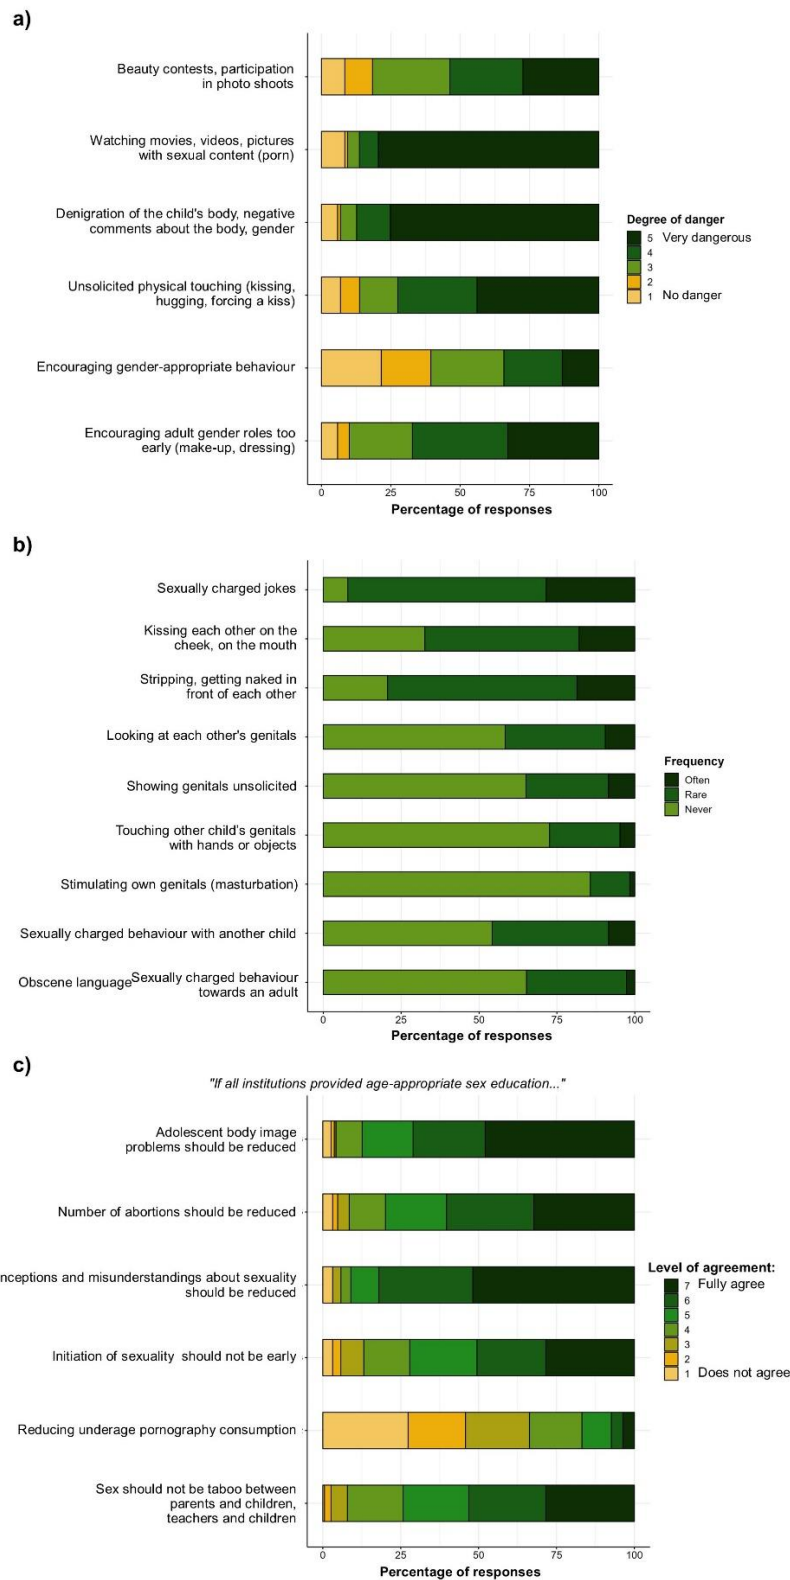 a)
Beauty contests, participation
in photo shoots
Watching movies, videos, pictures
with sexual content (porn)
Denigration of the child's body, negative
comments about the body, gender
Unsolicited physical touching (kissing,
hugging, forcing a kiss)
Encouraging gender-appropriate behaviour
Encouraging adult gender roles too
early (make-up, dressing)
0 25 50 75 100
Percentage of responses
Degree of danger
5 Very dangerous
4
3
2
1 No danger
b)
Sexually charged jokes
Kissing each other on the
cheek, on the mouth
Stripping, getting naked in
front of each other
Looking at each other's genitals
Showing genitals unsolicited
Touching other child's genitals
with hands or objects
Stimulating own genitals (masturbation)
Sexually charged behaviour with another child
Obscene language Sexually charged behaviour
towards an adult
0 25 50 75 100
Percentage of responses
Frequency
Often
Rare
Never
c)
"If all institutions provided age-appropriate sex education..."
Adolescent body image
problems should be reduced
Number of abortions should be reduced
nceptions and misunderstandings about sexuality
should be reduced
Initiation of sexuality should not be early
Reducing underage pornography consumption
Sex should not be taboo between
parents and children,
teachers and children
0 25 50 75 100
Percentage of responses
Level of agreement:
7 Fully agree
6
5
4
3
2
1 Does not agree